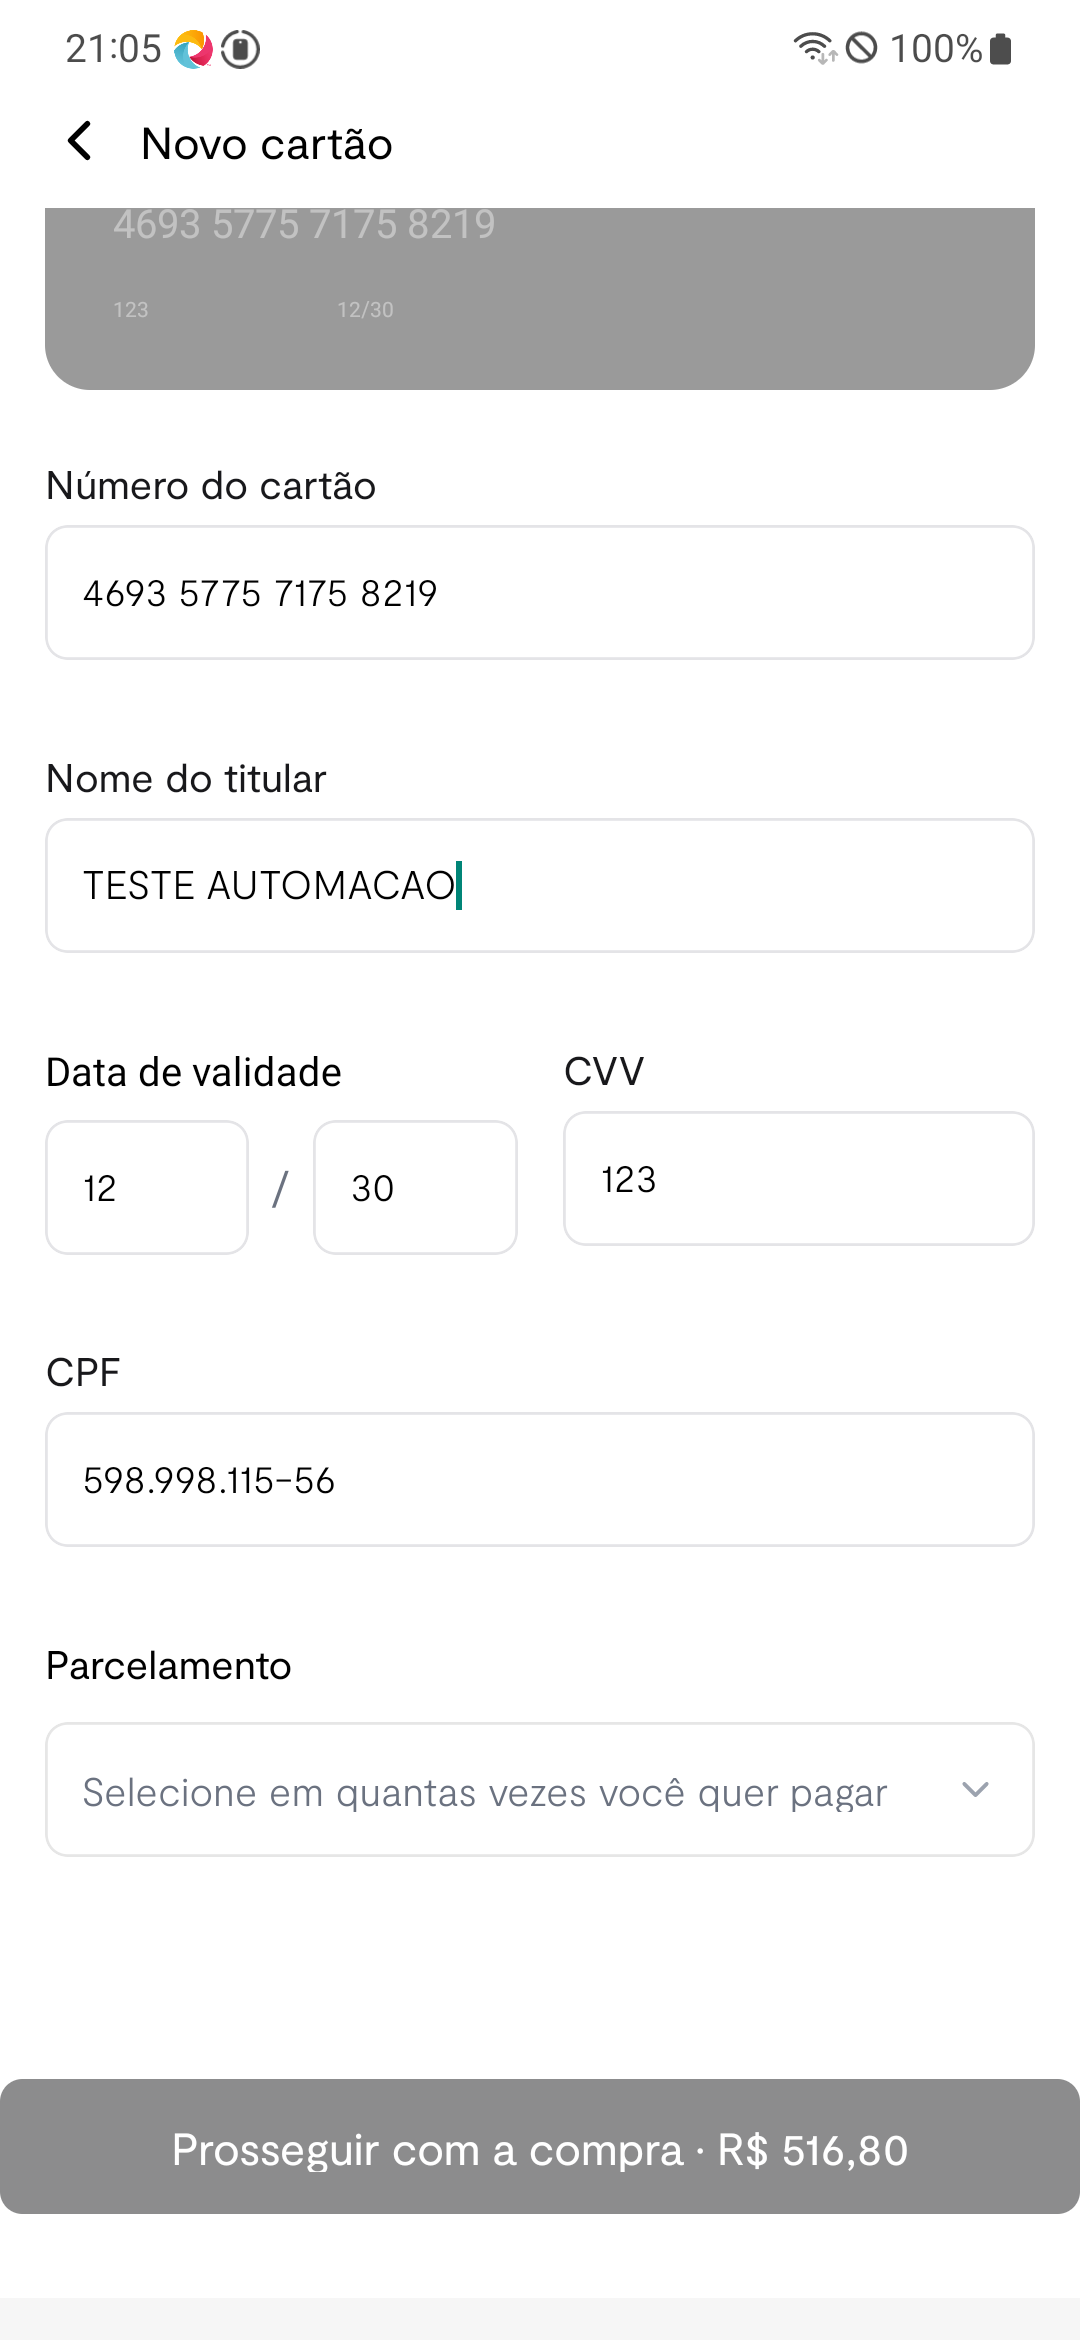 21:05
100%
Novo cartão
4693 5775 7175 8219
123 12/30
Número do cartão
4693 5775 7175 8219
Nome do titular
TESTE AUTOMACAO
Data de validade CVV
12 / 30 123
CPF
598.998.115-56
Parcelamento
Selecione em quantas vezes você quer pagar
Prosseguir com a compra · R$ 516,80